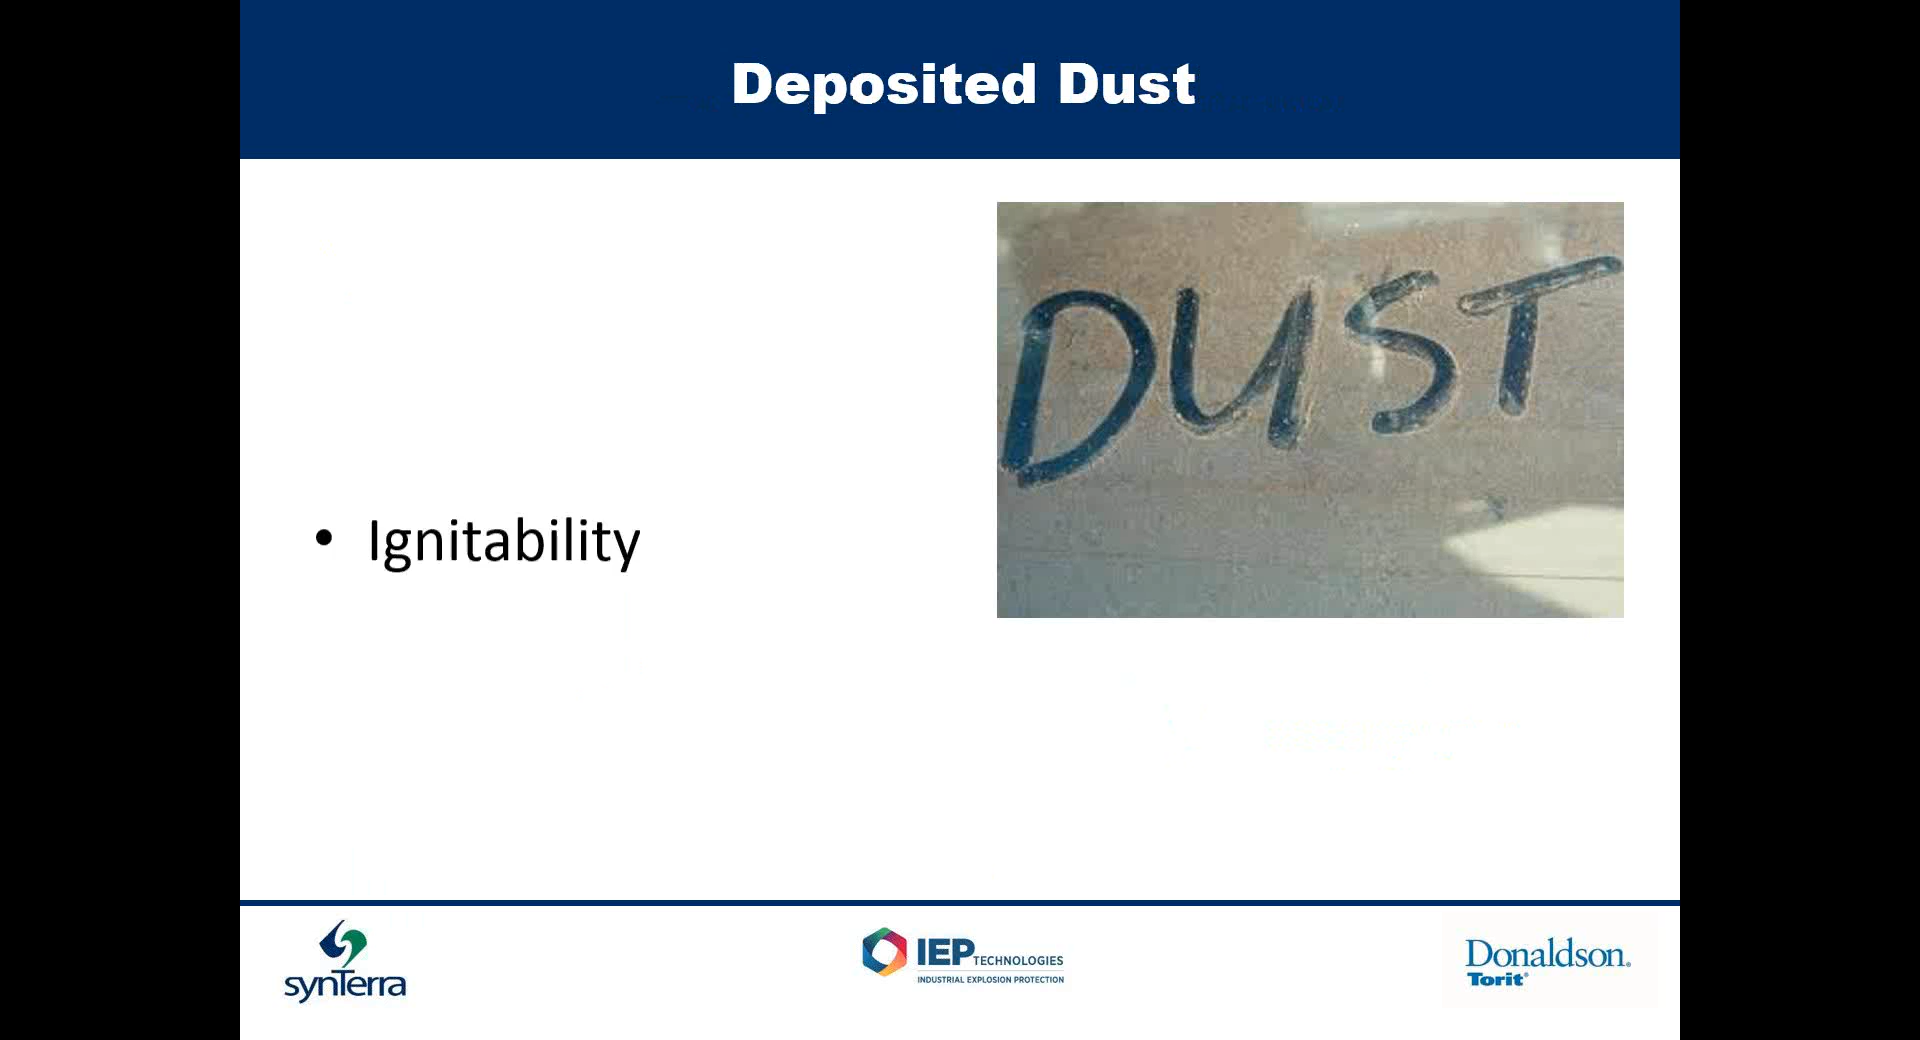 Deposited Dust
DUST
• Ignitability
synTerra
IEP TECHNOLOGIES
INDUSTRIAL EXPLOSION PROTECTION
Donaldson.
Torit®